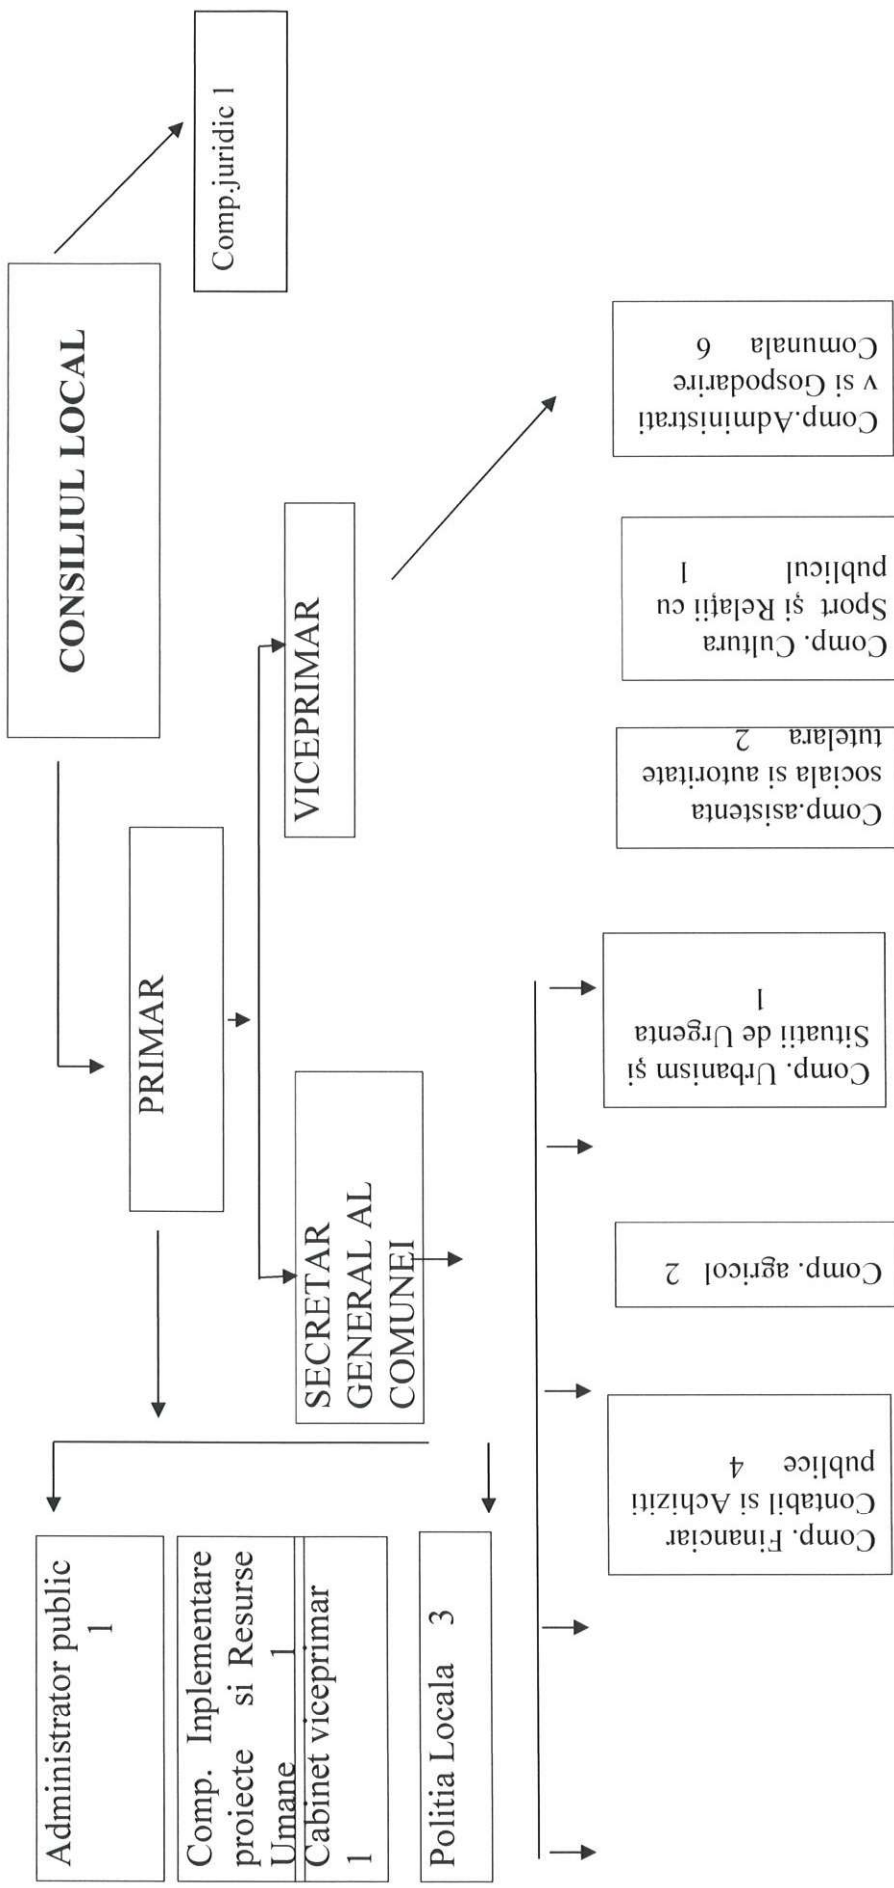 CONSILIUL LOCAL
Comp.juridic 1
PRIMAR
VICEPRIMAR
SECRETAR
GENERAL AL
COMUNEI
Administrator public
1
Comp. Inplementare
proiecte si Resurse
Umane 1
Cabinet viceprimar
1
Politia Locala 3
Comp. Financiar
Contabil si Achiziti
publice 4
Comp. agricol 2
Comp. Urbanism şi
Situatii de Urgenta
1
Comp.asistenta
sociala si autoritate
tutelara 2
Comp. Cultura
Sport şi Relaţii cu
publicul 1
Comp.Administrati
v si Gospodarire
Comunala 6